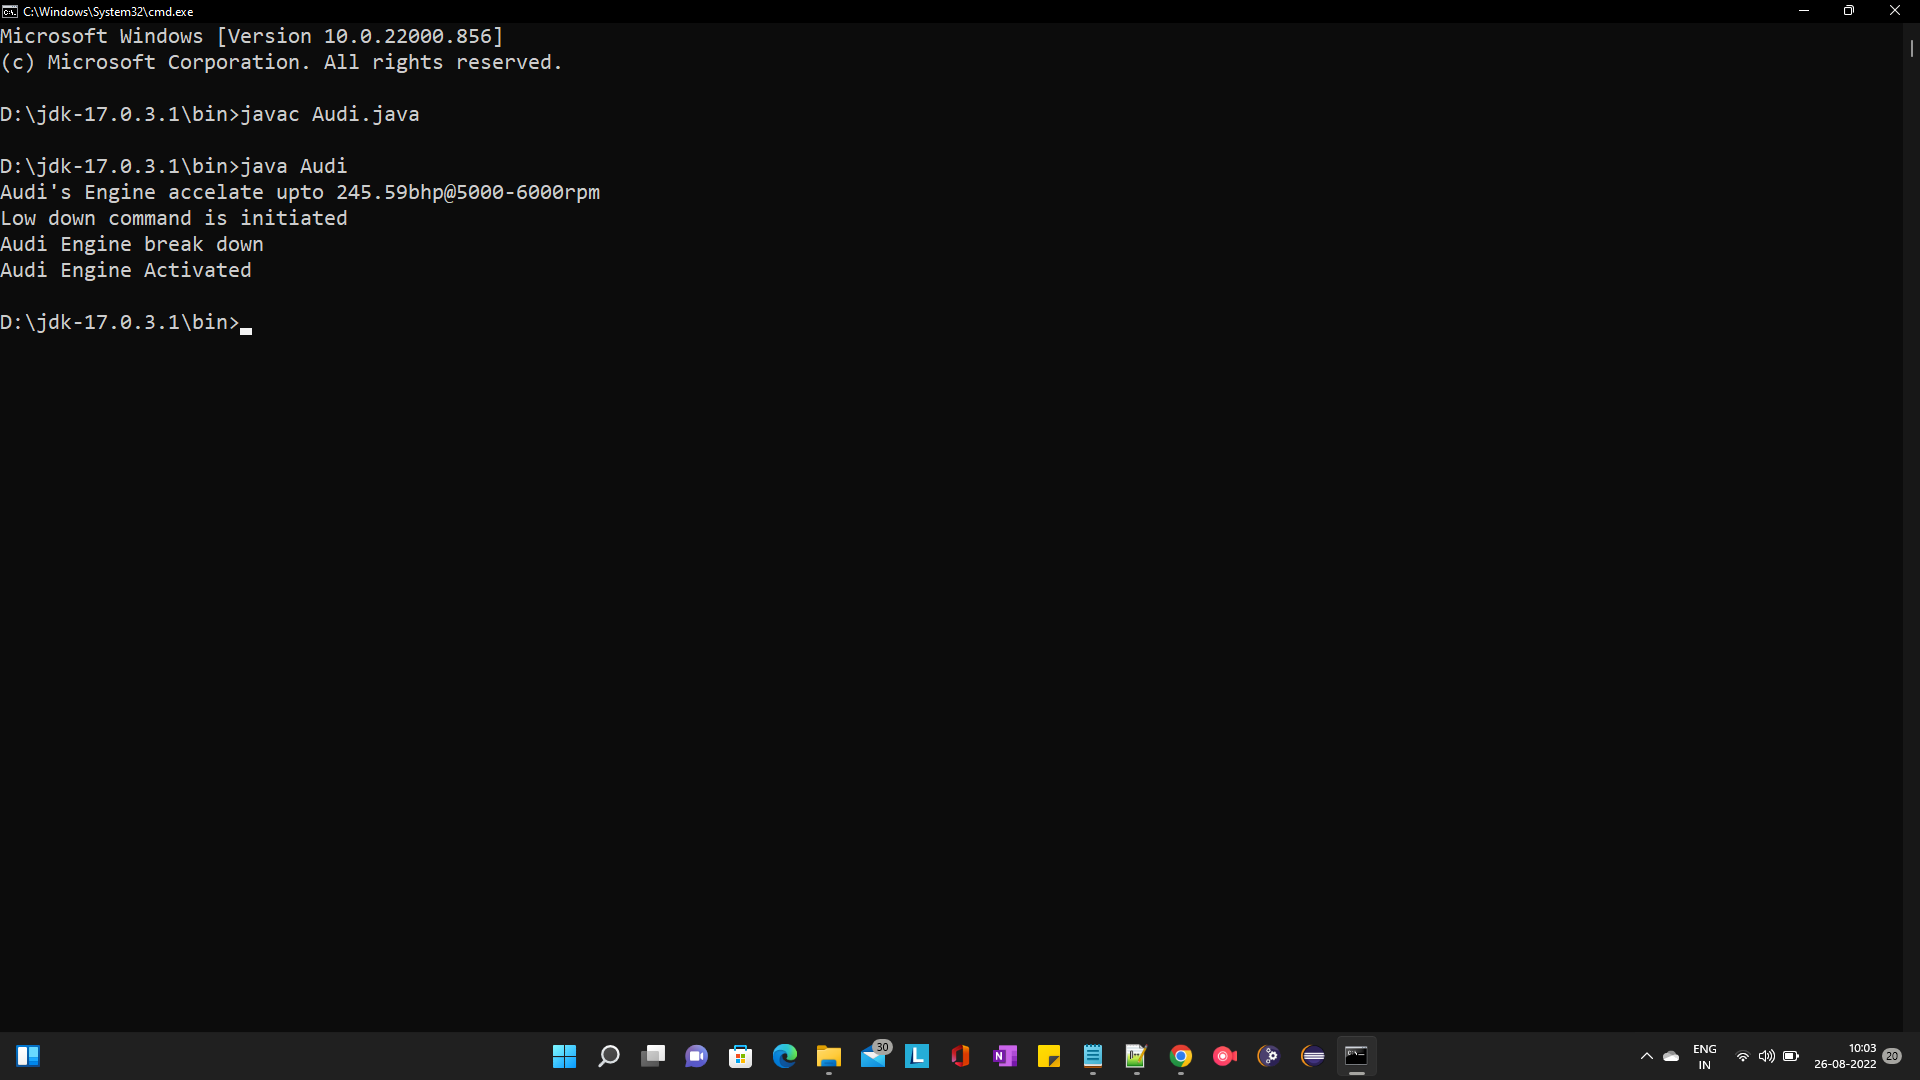 C:\Windows\System32\cmd.exe
Microsoft Windows [Version 10.0.22000.856]
(c) Microsoft Corporation. All rights reserved.
D:\jdk-17.0.3.1\bin>javac Audi.java
D:\jdk-17.0.3.1\bin>java Audi
Audi's Engine accelate upto 245.59bhp@5000-6000rpm
Low down command is initiated
Audi Engine break down
Audi Engine Activated
D:\jdk-17.0.3.1\bin>
30
L
N
ENG
IN
10:03
26-08-2022
20